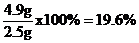 4.9g
2.5g x100% = 19.6%